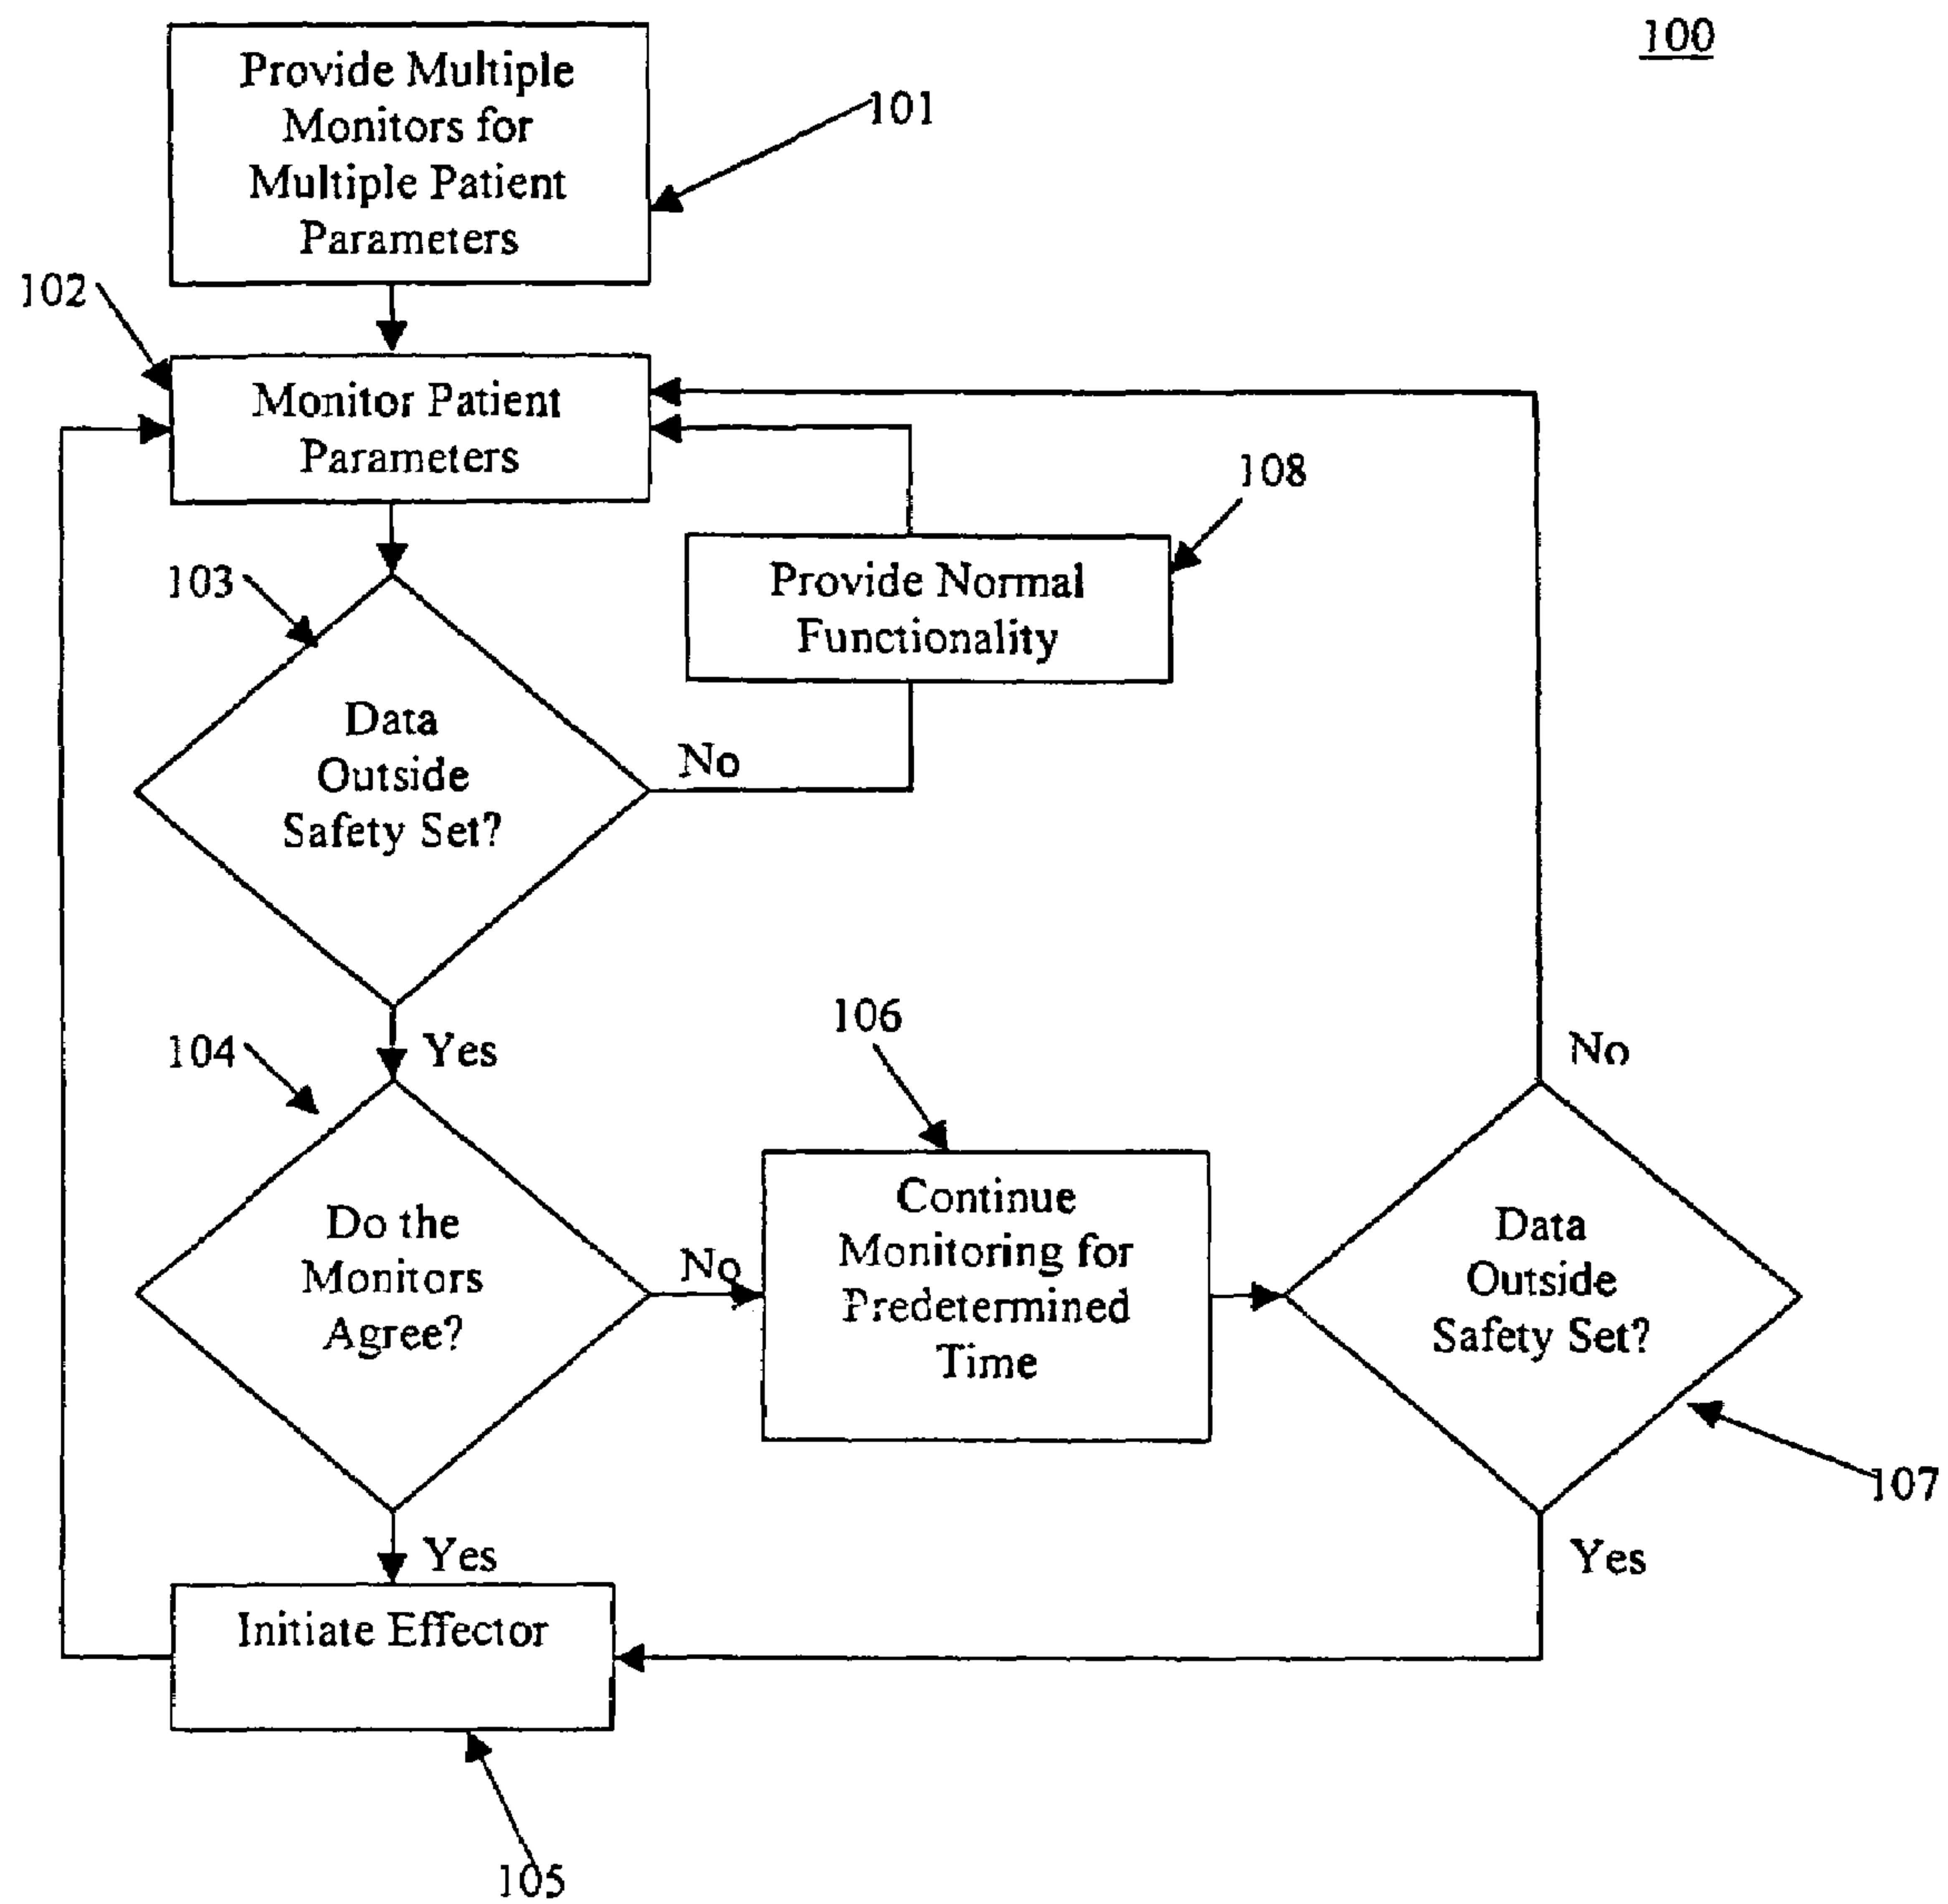 100
Provide Multiple
Monitors for
Multiple Patient
Parameters
101
102
Monitor Patient
Parameters
108
Provide Normal
Functionality
103
Data
Outside
Safety Set?
No
Yes
104
Do the
Monitors
Agree?
No
106
Continue
Monitoring for
Predetermined
Time
No
Data
Outside
Safety Set?
107
Yes
Yes
Initiate Effector
105